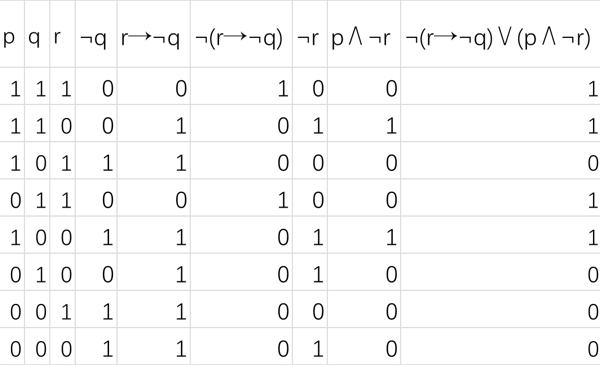 p q r ¬q r→¬q ¬(r→¬q) ¬r p∧¬r ¬(r→¬q)∨(p∧¬r)
1 1 1 0 0 1 0 0 1
1 1 0 0 1 0 1 1 1
1 0 1 1 1 0 0 0 0
0 1 1 0 0 1 0 0 1
1 0 0 1 1 0 1 1 1
0 1 0 0 1 0 1 0 0
0 0 1 1 1 0 0 0 0
0 0 0 1 1 0 1 0 0